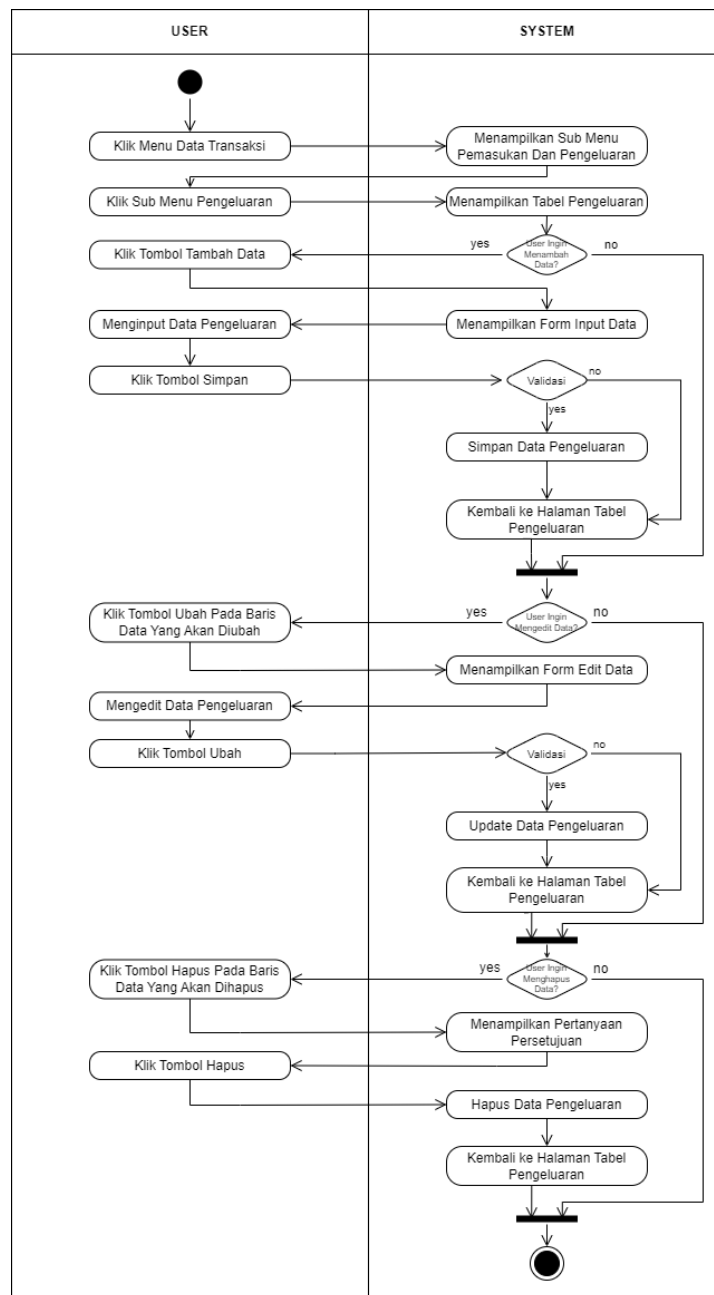 USER
SYSTEM
Klik Menu Data Transaksi
Menampilkan Sub Menu
Pemasukan Dan Pengeluaran
Klik Sub Menu Pengeluaran
Menampilkan Tabel Pengeluaran
Klik Tombol Tambah Data
yes
User Ingin
Menambah
Data?
no
Menginput Data Pengeluaran
Menampilkan Form Input Data
Klik Tombol Simpan
Validasi
no
yes
Simpan Data Pengeluaran
Kembali ke Halaman Tabel
Pengeluaran
Klik Tombol Ubah Pada Baris
Data Yang Akan Diubah
yes
User Ingin
Mengedit Data?
no
Menampilkan Form Edit Data
Mengedit Data Pengeluaran
Klik Tombol Ubah
Validasi
no
yes
Update Data Pengeluaran
Kembali ke Halaman Tabel
Pengeluaran
Klik Tombol Hapus Pada Baris
Data Yang Akan Dihapus
yes
User Ingin
Menghapus
Data?
no
Menampilkan Pertanyaan
Persetujuan
Klik Tombol Hapus
Hapus Data Pengeluaran
Kembali ke Halaman Tabel
Pengeluaran